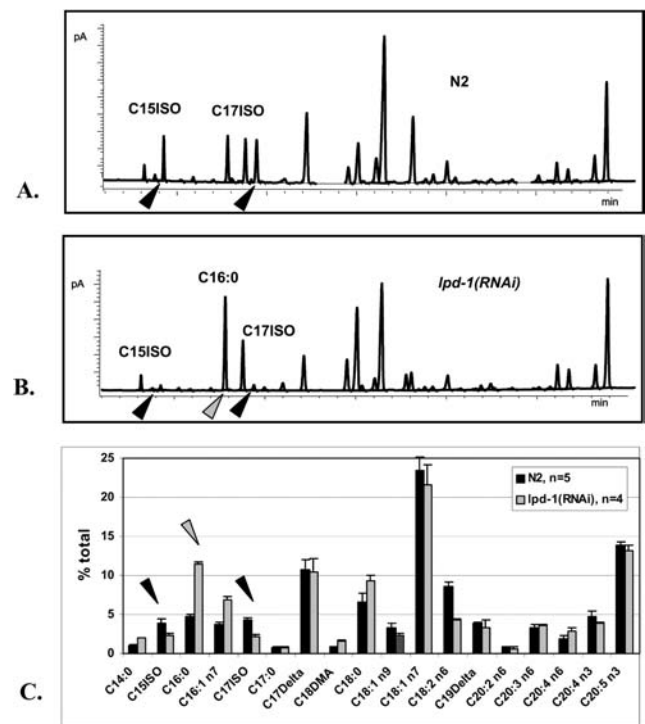 A.
pA
C15ISO
C17ISO
N2
min
B.
pA
C16:0
C15ISO
C17ISO
lpd-1(RNAi)
min
C.
% total
25
20
15
10
5
0
N2, n=5
lpd-1(RNAi), n=4
C14:0
C15ISO
C16:0
C16:1 n7
C17ISO
C17:0
C17Delta
C18DMA
C18:0
C18:1 n9
C18:1 n7
C18:2 n6
C19Delta
C20:2 n6
C20:3 n6
C20:4 n6
C20:4 n3
C20:5 n3